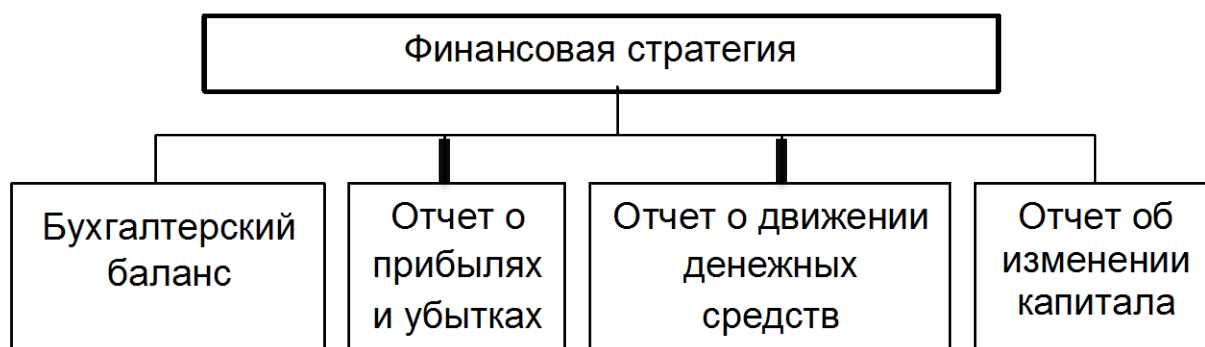 Финансовая стратегия
Бухгалтерский
баланс
Отчет о
прибылях
и убытках
Отчет о движении
денежных
средств
Отчет об
изменении
капитала